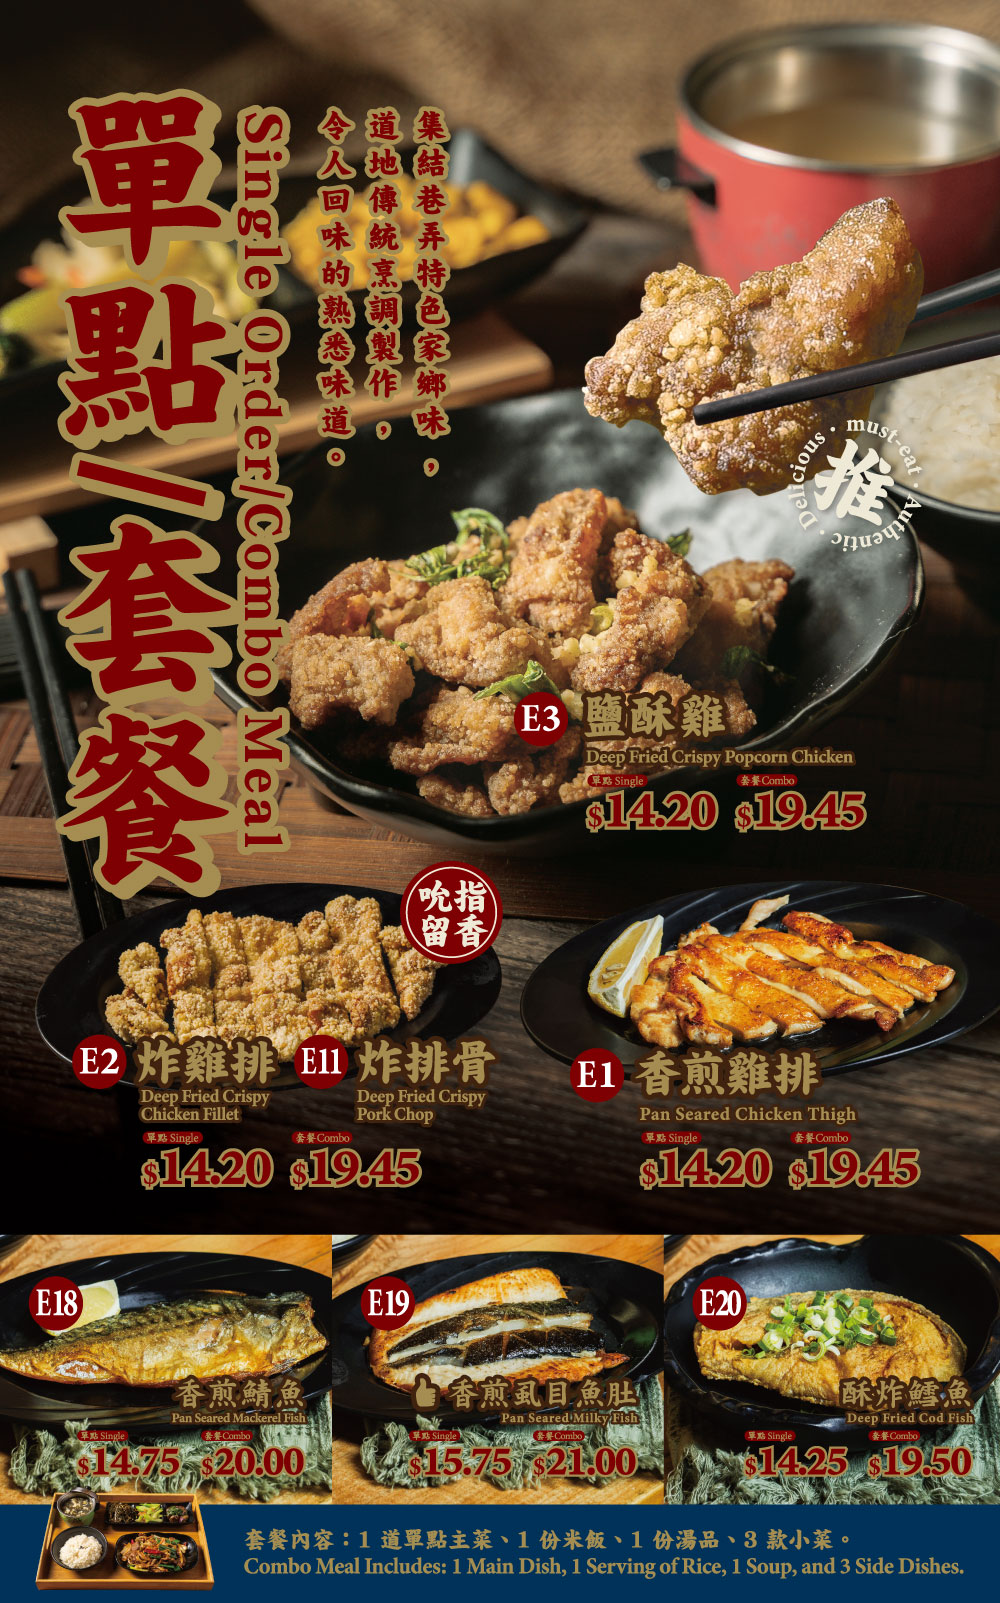 單點/套餐
Single Order/Combo Meal
集結巷弄特色家鄉味，
道地傳統烹調製作，
令人回味的熟悉味道。
Delicious · must-eat · Authentic ·
推
E3 鹽酥雞
Deep Fried Crispy Popcorn Chicken
單點 Single 套餐 Combo
$14.20 $19.45
吮指
留香
E2 炸雞排
Deep Fried Crispy
Chicken Fillet
E11 炸排骨
Deep Fried Crispy
Pork Chop
單點 Single 套餐 Combo
$14.20 $19.45
E1 香煎雞排
Pan Seared Chicken Thigh
單點 Single 套餐 Combo
$14.20 $19.45
E18
香煎鯖魚
Pan Seared Mackerel Fish
單點 Single 套餐 Combo
$14.75 $20.00
E19
香煎虱目魚肚
Pan Seared Milky Fish
單點 Single 套餐 Combo
$15.75 $21.00
E20
酥炸鱈魚
Deep Fried Cod Fish
單點 Single 套餐 Combo
$14.25 $19.50
套餐內容：1 道單點主菜、1 份米飯、1 份湯品、3 款小菜。
Combo Meal Includes: 1 Main Dish, 1 Serving of Rice, 1 Soup, and 3 Side Dishes.